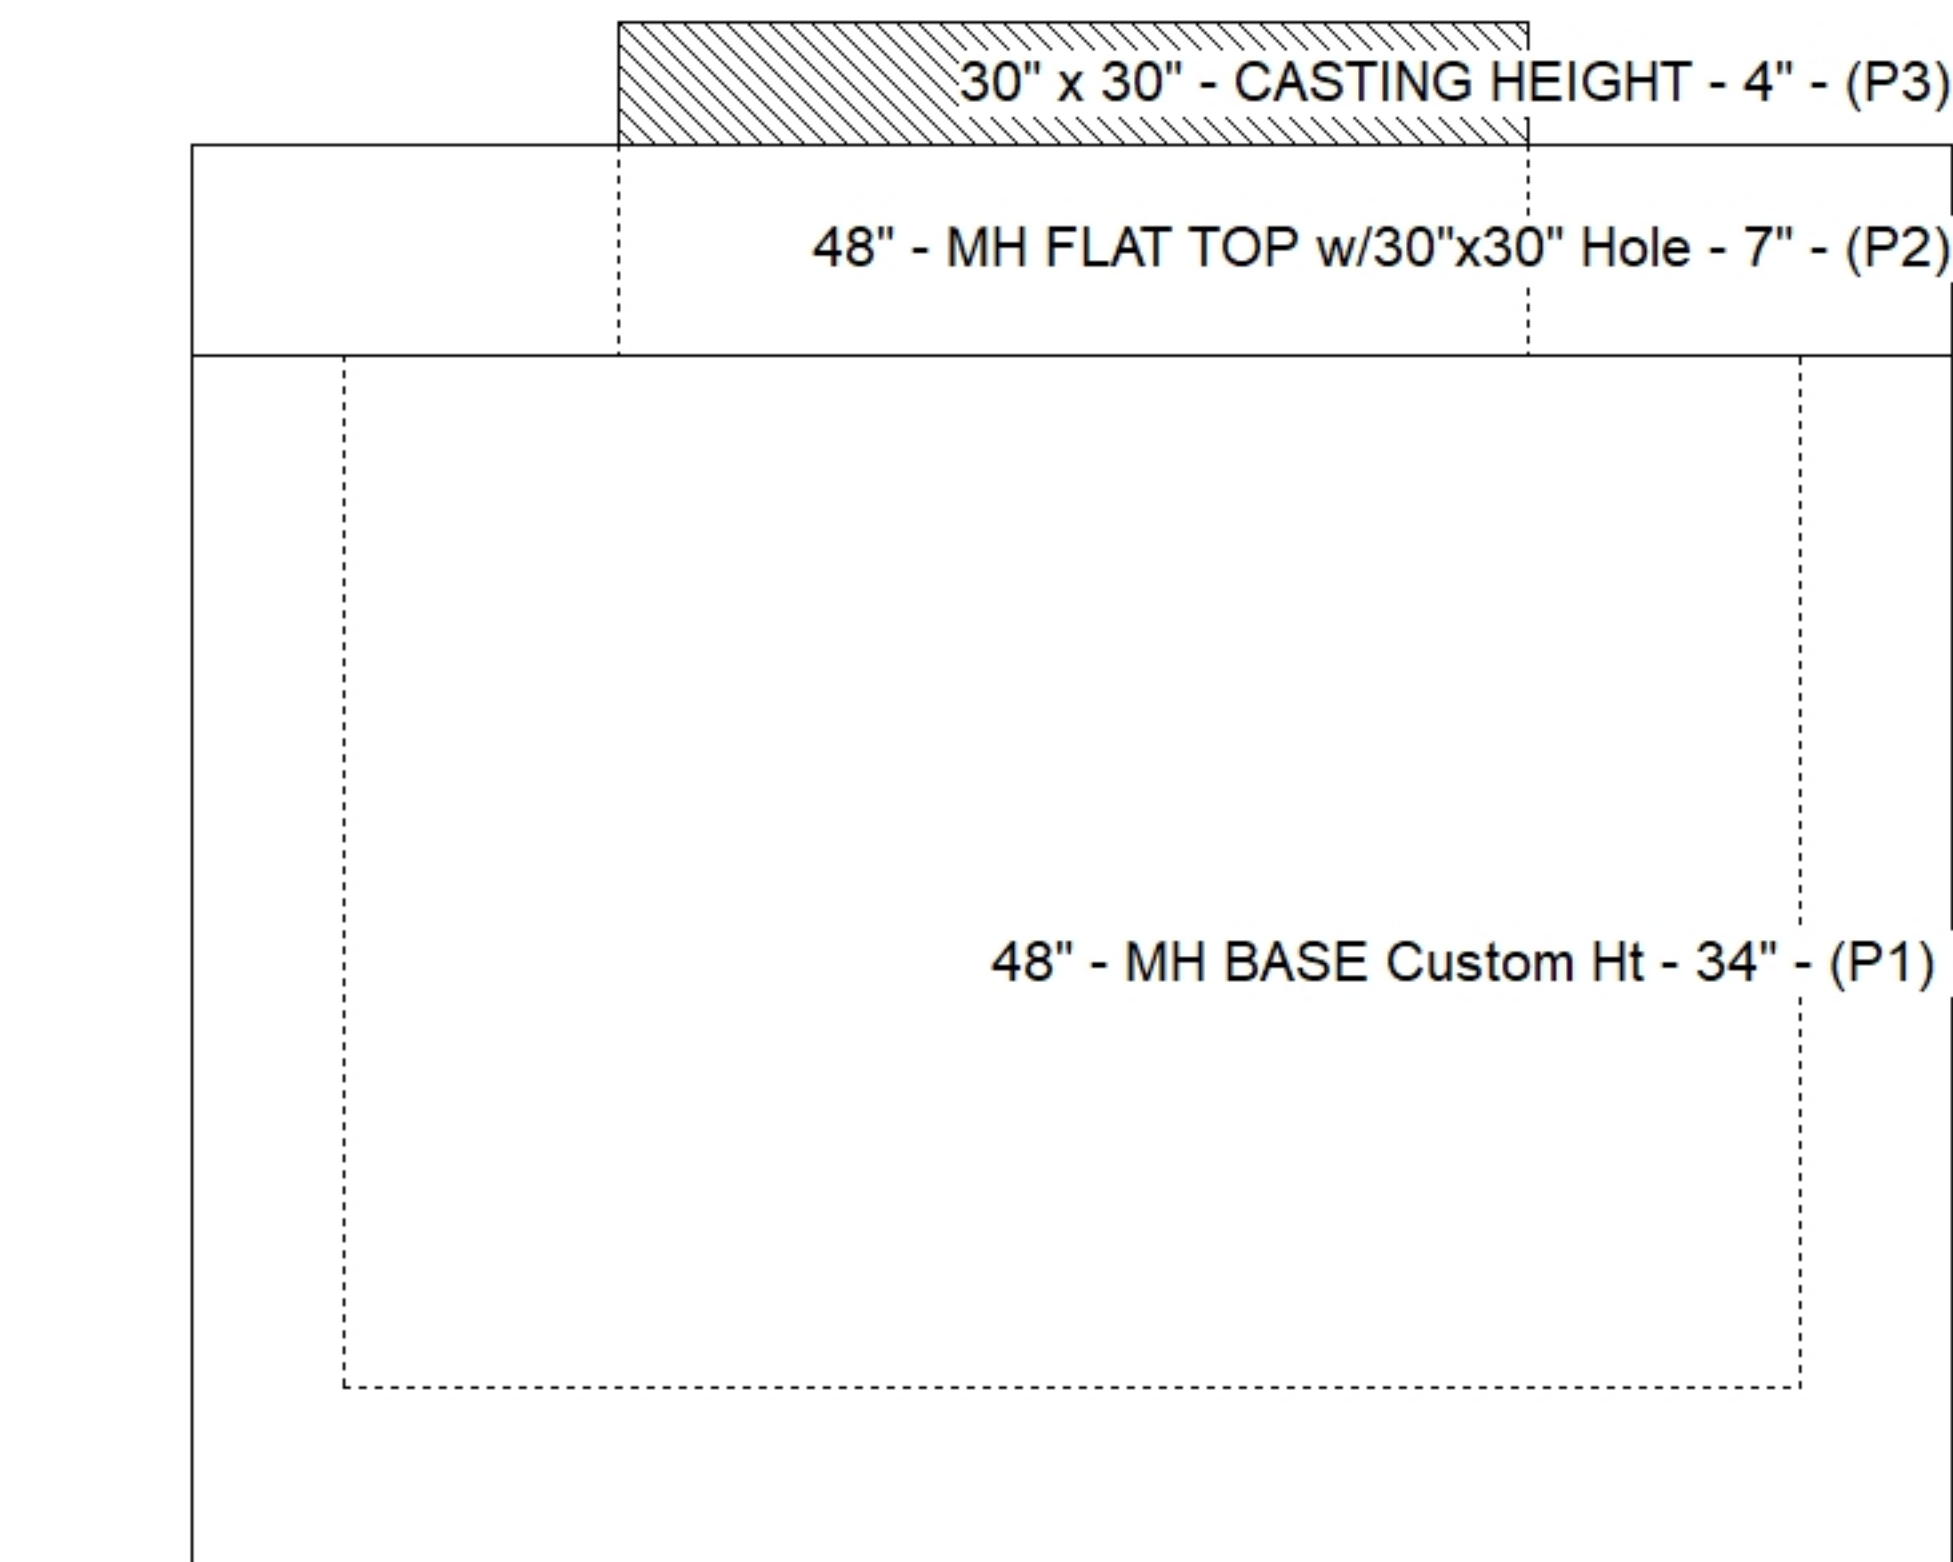 30" x 30" - CASTING HEIGHT - 4" - (P3)
48" - MH FLAT TOP w/30"x30" Hole - 7" - (P2)
48" - MH BASE Custom Ht - 34" - (P1)